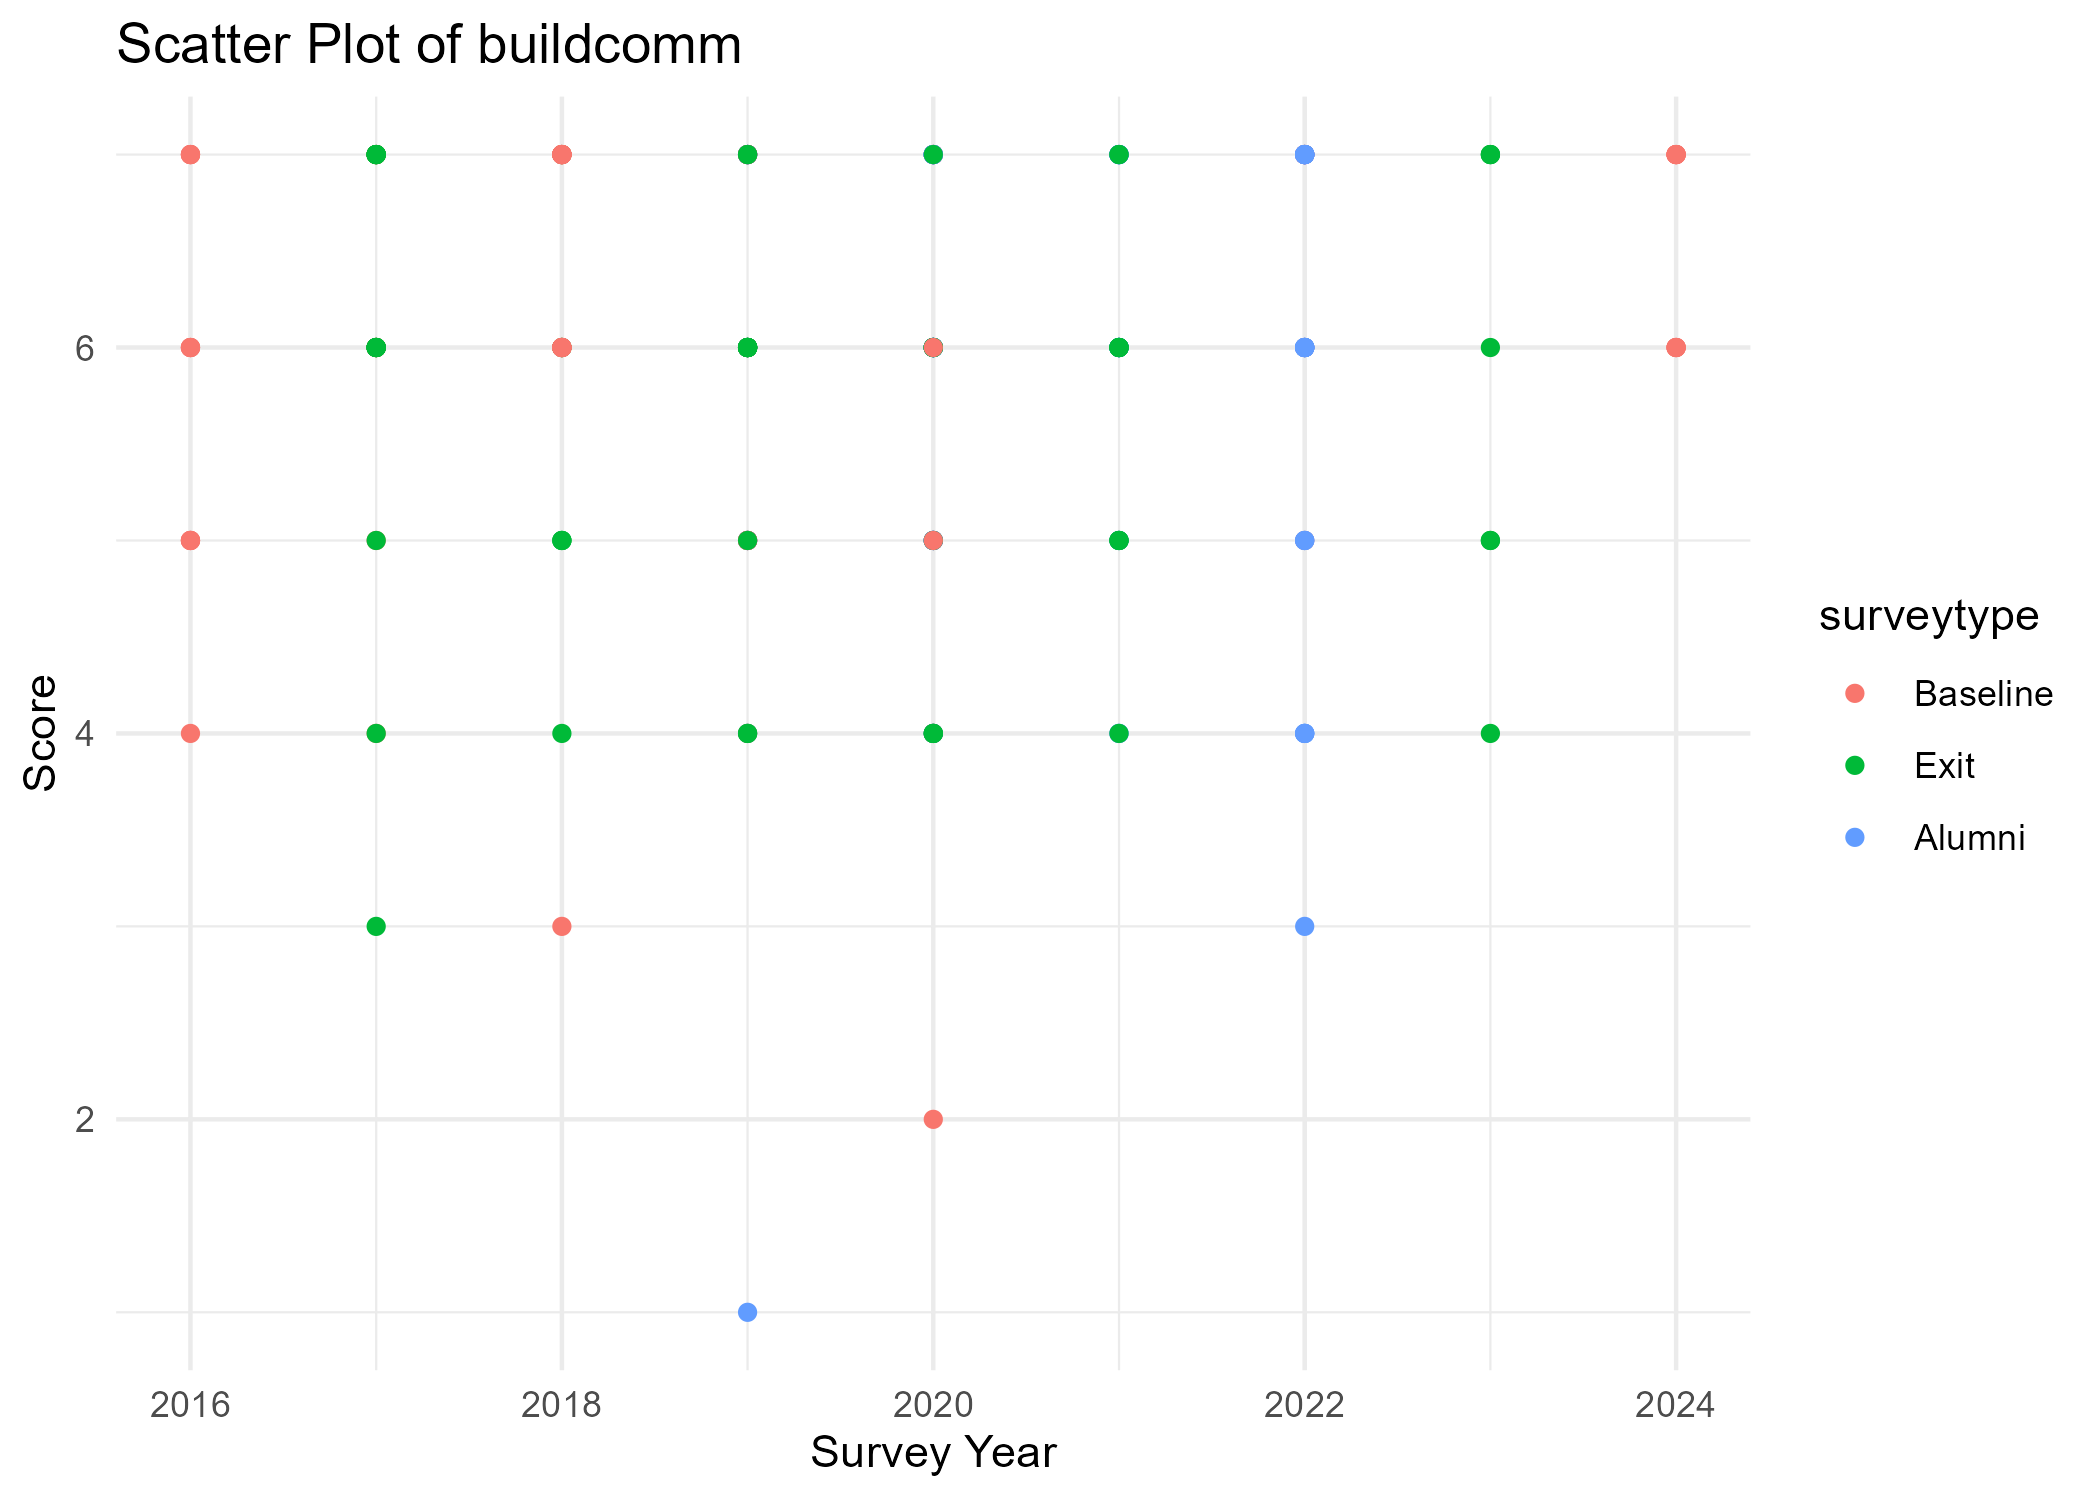 Scatter Plot of buildcomm
6
4
2
Score
2016 2018 2020 2022 2024
Survey Year
surveytype
Baseline
Exit
Alumni